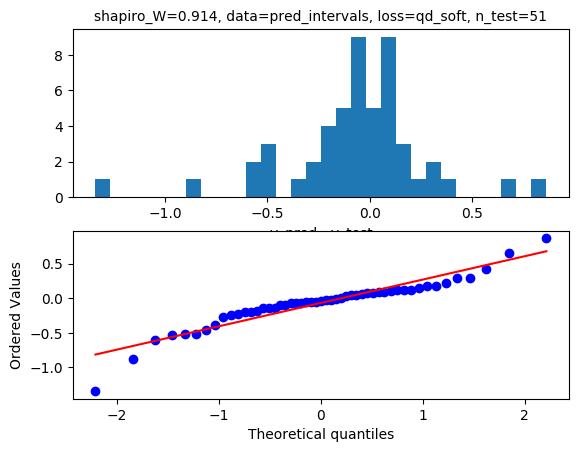 shapiro_W=0.914, data=pred_intervals, loss=qd_soft, n_test=51
8
6
4
2
0
-1.0 -0.5 0.0 0.5
0.5
0.0
-0.5
-1.0
Ordered Values
-2 -1 0 1 2
Theoretical quantiles